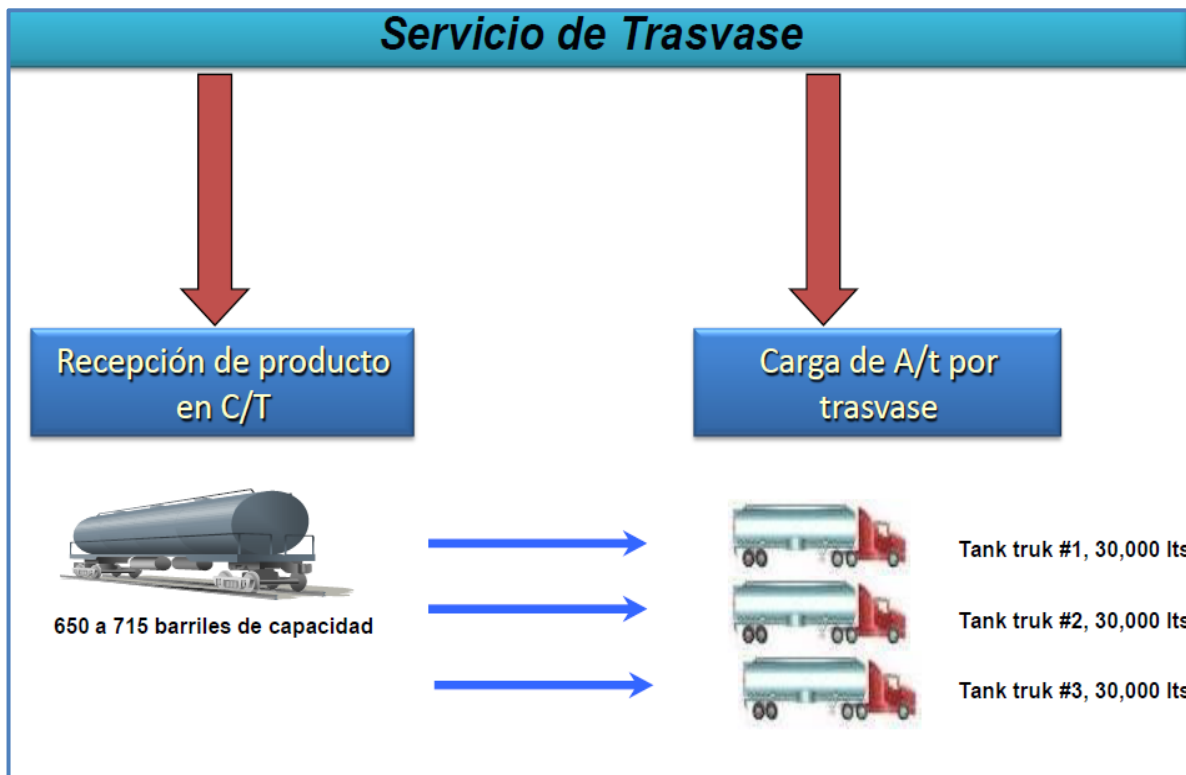 Servicio de Trasvase
Recepción de producto
en C/T
Carga de A/t por
trasvase
650 a 715 barriles de capacidad
Tank truk #1, 30,000 lts
Tank truk #2, 30,000 lts
Tank truk #3, 30,000 lts